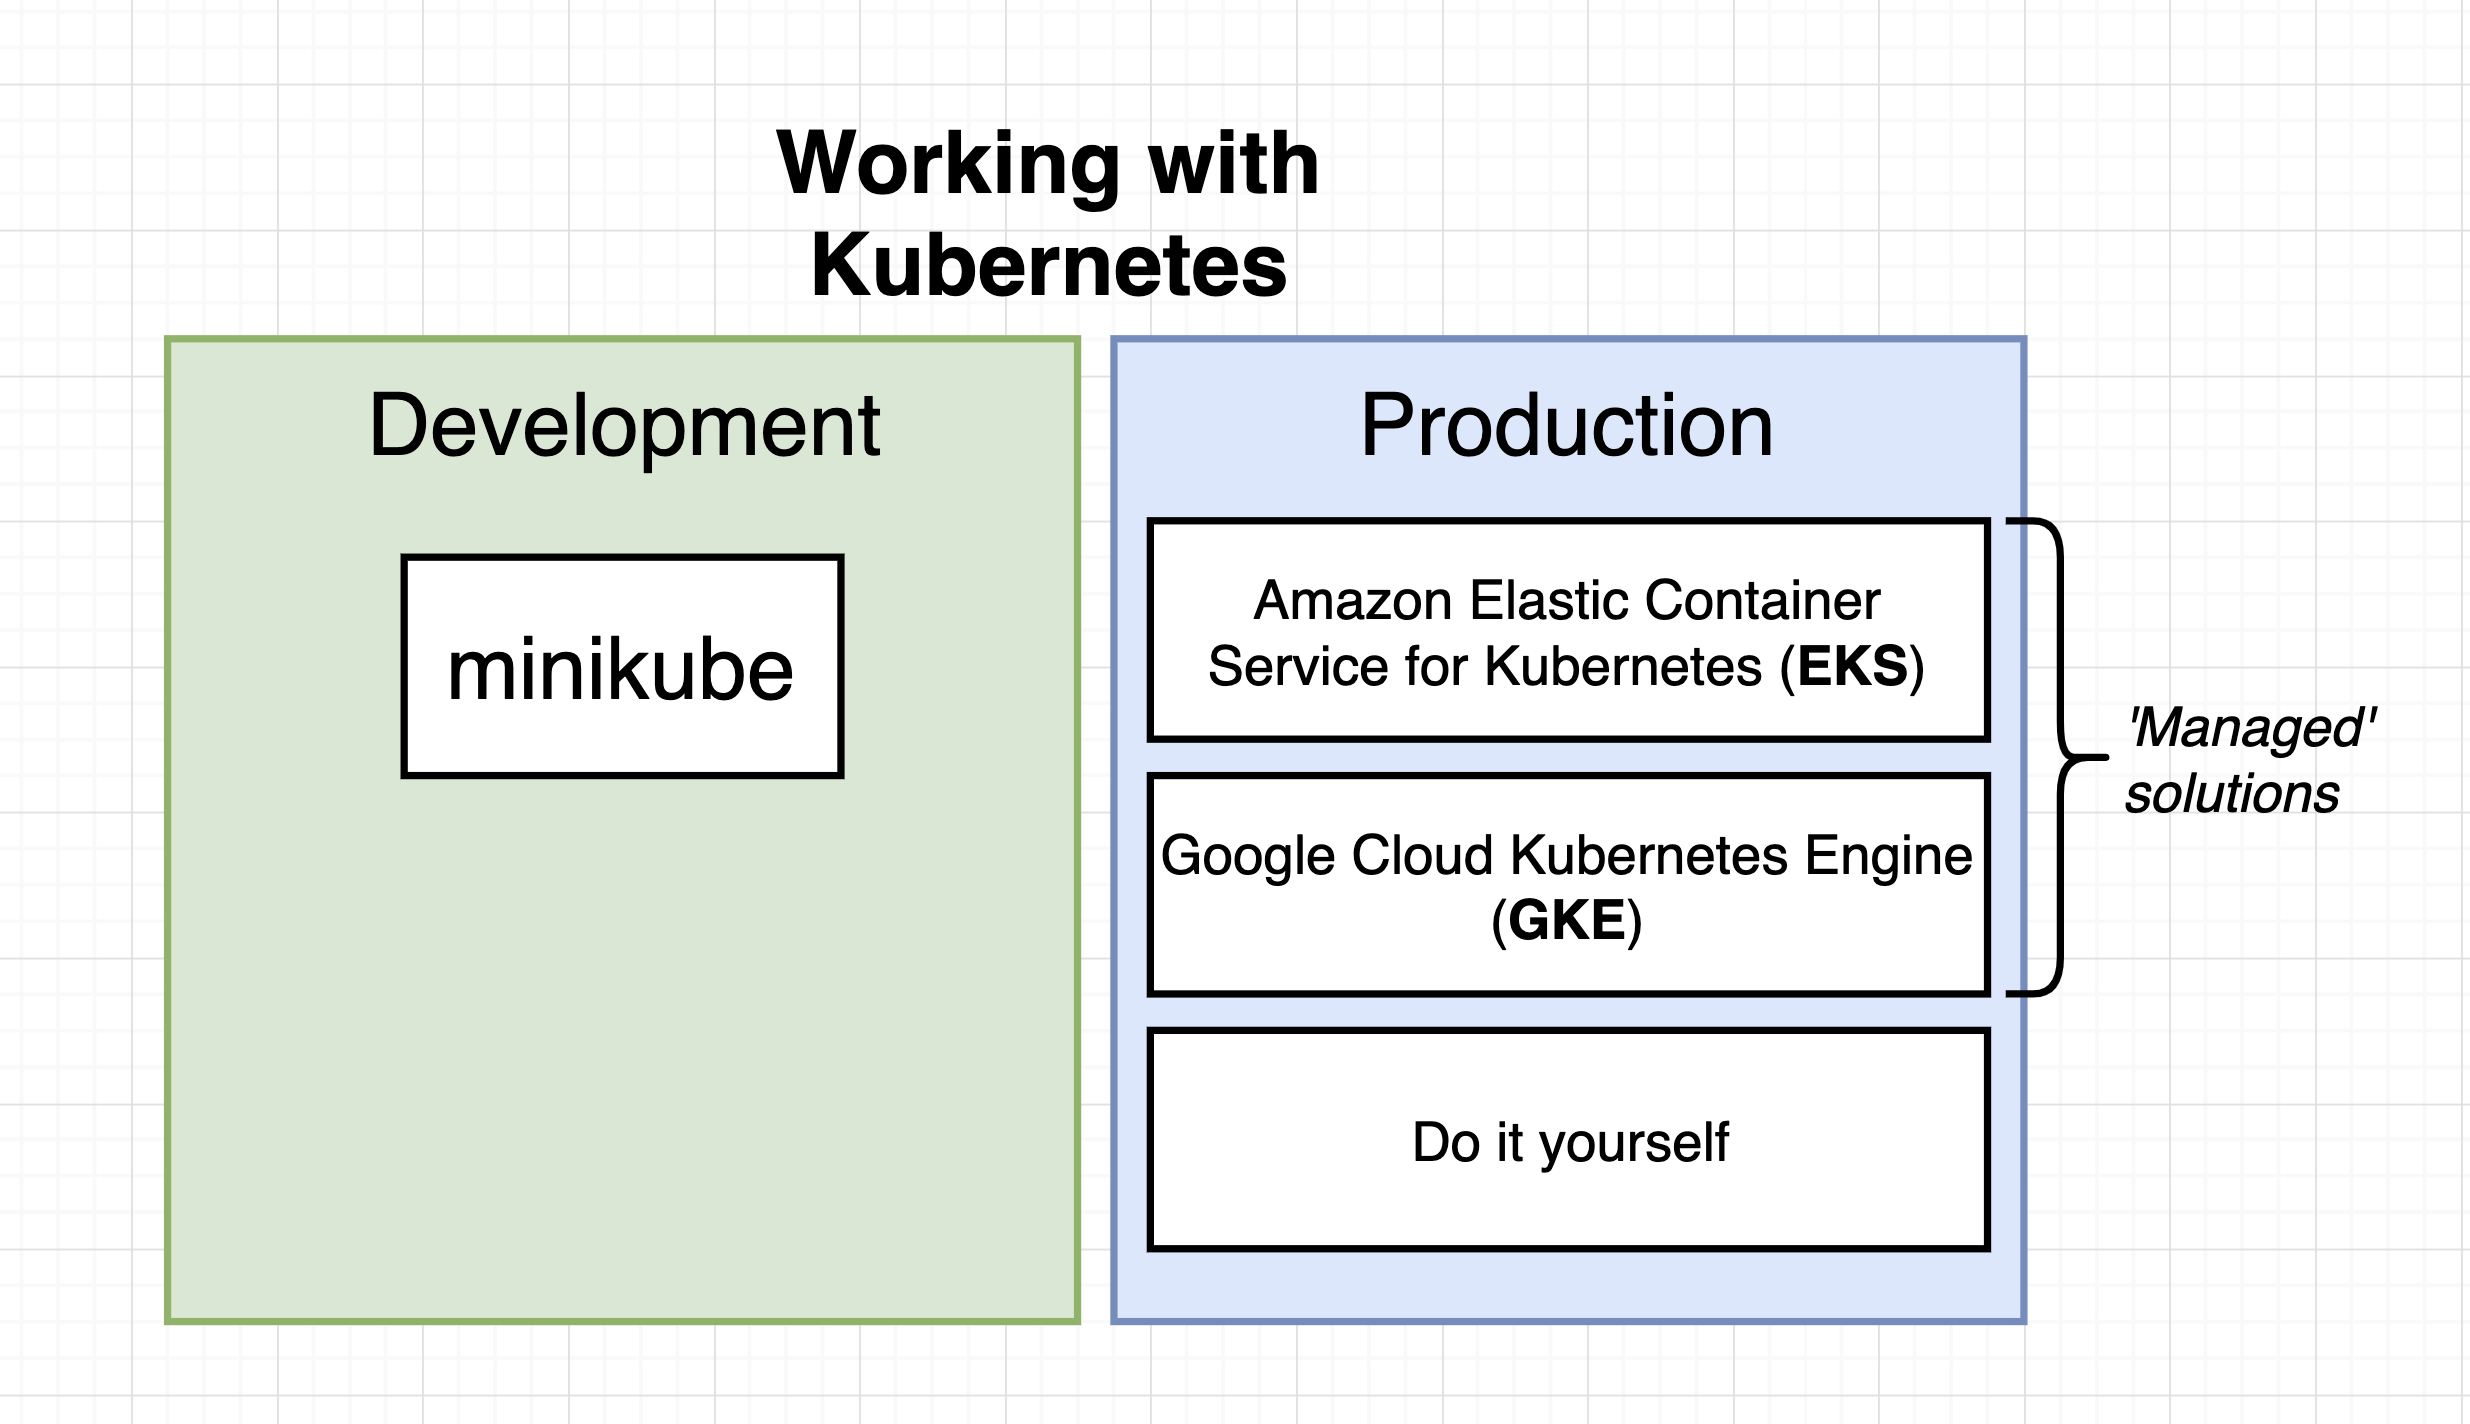 Working with
Kubernetes
Development
minikube
Production
Amazon Elastic Container
Service for Kubernetes (EKS)
Google Cloud Kubernetes Engine
(GKE)
Do it yourself
'Managed'
solutions